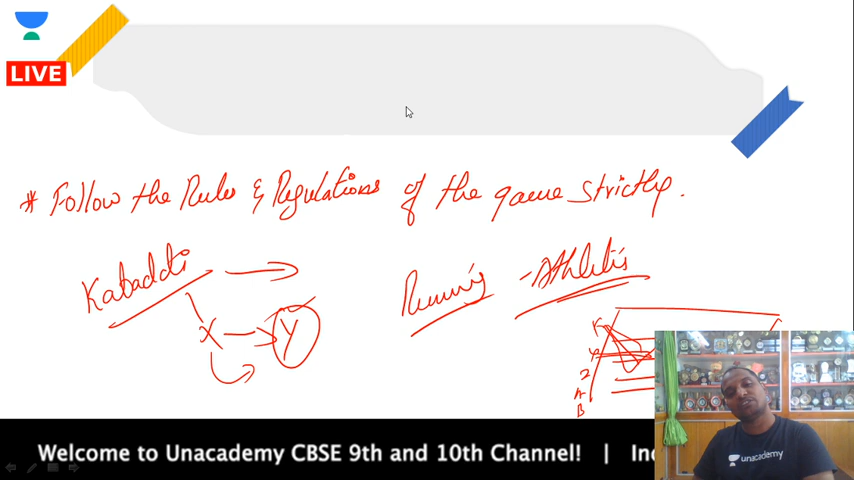 LIVE
* Follow the Rules & Regulations of the game strictly.
Kabaddi
X
Y
Running - Athletics
X
Y
Z
A
B
Welcome to Unacademy CBSE 9th and 10th Channel! | Ind
unacademy